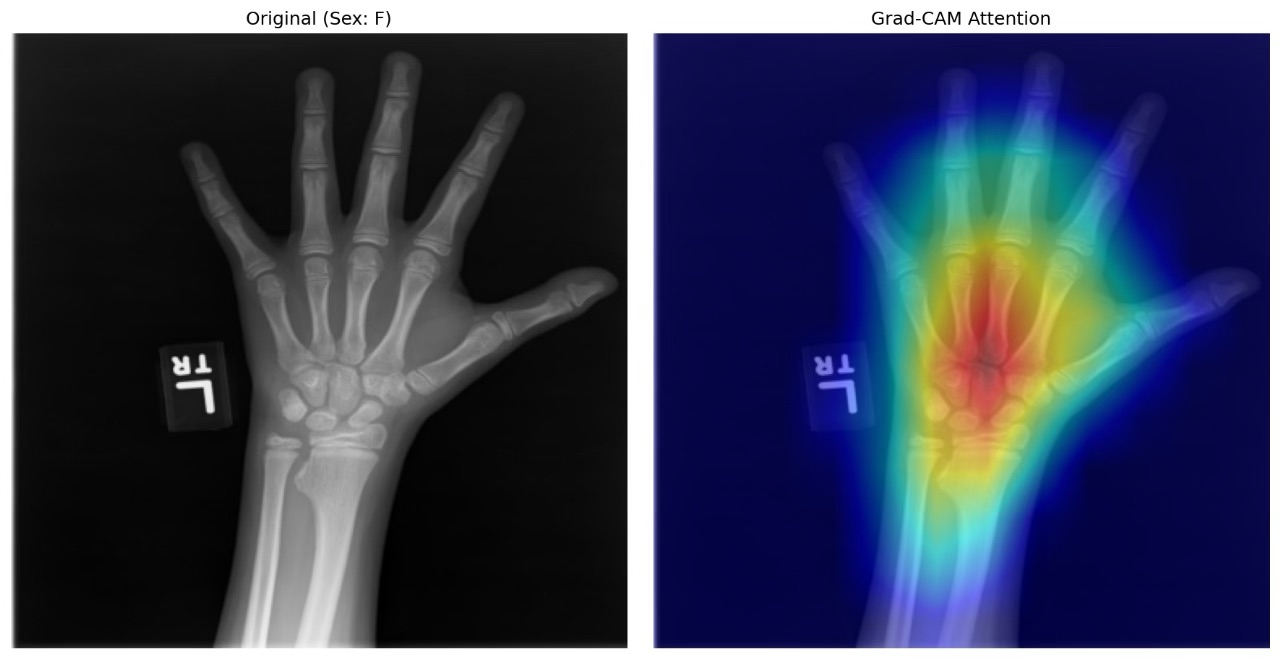 Original (Sex: F)
L
TR
Grad-CAM Attention
L
TR